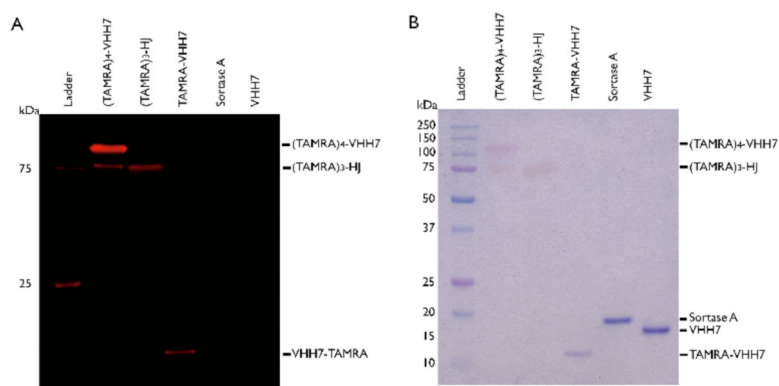 A
kDa
Ladder
(TAMRA)4-VHH7
(TAMRA)3-HJ
TAMRA-VHH7
Sortase A
VHH7
75
25
(TAMRA)4-VHH7
(TAMRA)3-HJ
VHH7-TAMRA
B
kDa
Ladder
(TAMRA)4-VHH7
(TAMRA)3-HJ
TAMRA-VHH7
Sortase A
VHH7
250
150
100
75
50
37
25
20
15
10
(TAMRA)4-VHH7
(TAMRA)3-HJ
Sortase A
VHH7
TAMRA-VHH7